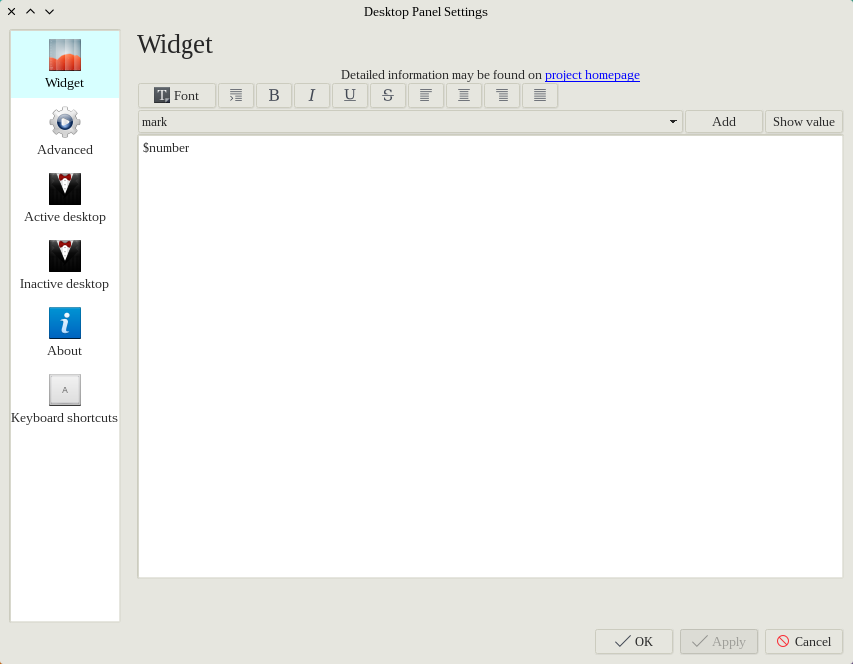 Desktop Panel Settings
Widget
Advanced
Active desktop
Inactive desktop
About
A
Keyboard shortcuts
Widget
Detailed information may be found on project homepage
T, Font B I U S
mark Add Show value
$number
OK Apply Cancel